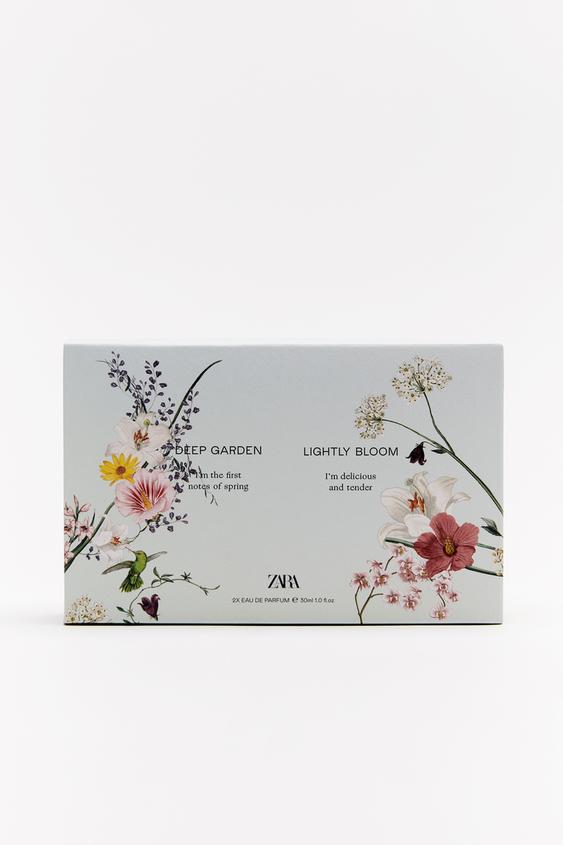 DEEP GARDEN
I'm the first
notes of spring
LIGHTLY BLOOM
I'm delicious
and tender
ZARA
2X EAU DE PARFUM ℮ 30ml 1.0 fl.oz